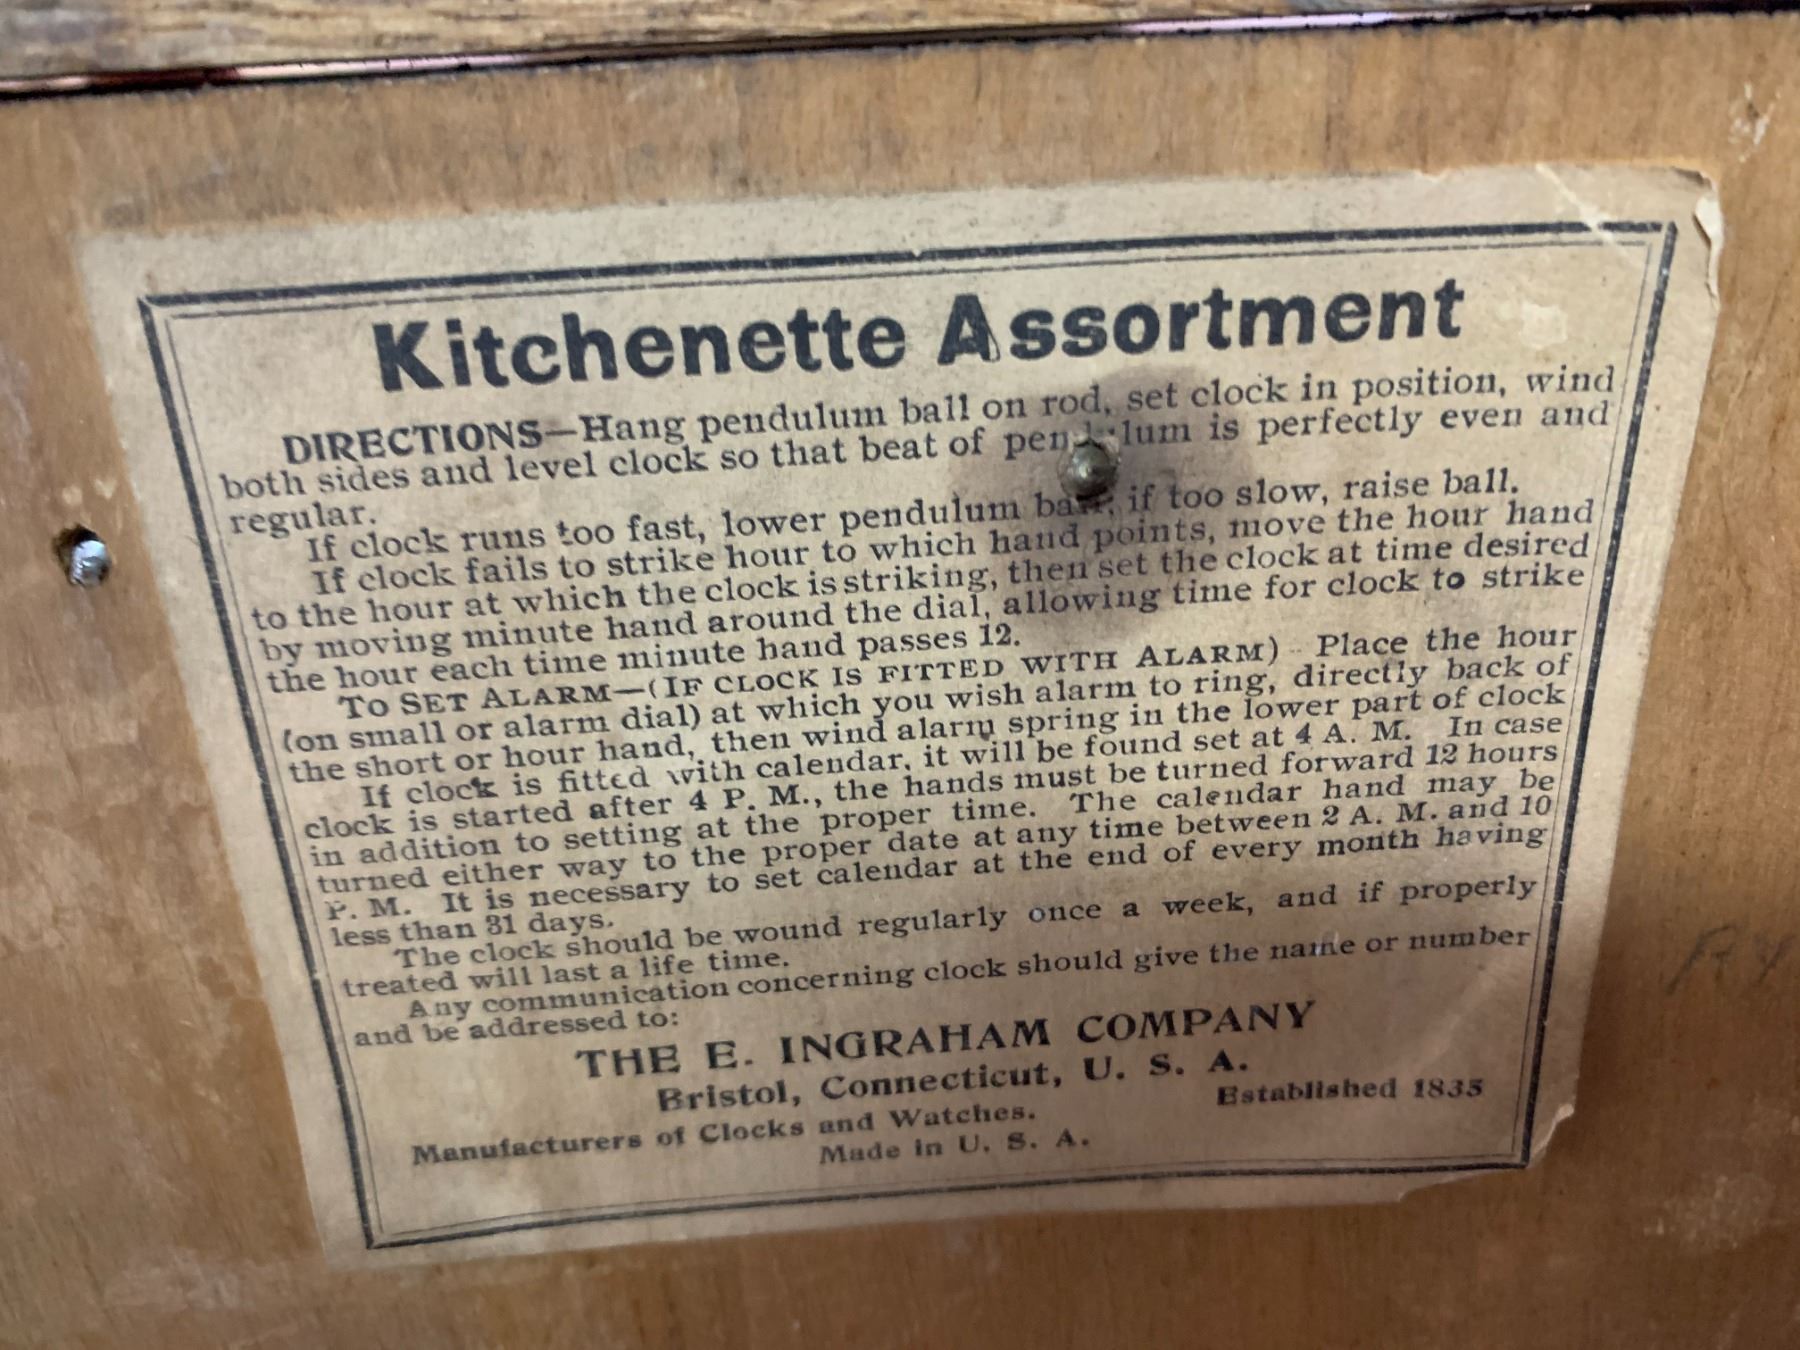 Kitchenette Assortment
DIRECTIONS—Hang pendulum ball on rod, set clock in position, wind
both sides and level clock so that beat of pendulum is perfectly even and
regular.
If clock runs too fast, lower pendulum ball, if too slow, raise ball.
If clock fails to strike hour to which hand points, move the hour hand
to the hour at which the clock is striking, then set the clock at time desired
by moving minute hand around the dial, allowing time for clock to strike
the hour each time minute hand passes 12.
TO SET ALARM—(IF CLOCK IS FITTED WITH ALARM) Place the hour
(on small or alarm dial) at which you wish alarm to ring, directly back of
the short or hour hand, then wind alarm spring in the lower part of clock
If clock is fitted with calendar, it will be found set at 4 A. M. In case
clock is started after 4 P. M., the hands must be turned forward 12 hours
in addition to setting at the proper time. The calendar hand may be
turned either way to the proper date at any time between 2 A. M. and 10
P. M. It is necessary to set calendar at the end of every month having
less than 31 days.
The clock should be wound regularly once a week, and if properly
treated will last a life time.
Any communication concerning clock should give the name or number
and be addressed to:
THE E. INGRAHAM COMPANY
Bristol, Connecticut, U. S. A.
Manufacturers of Clocks and Watches. Established 1835
Made in U. S. A.